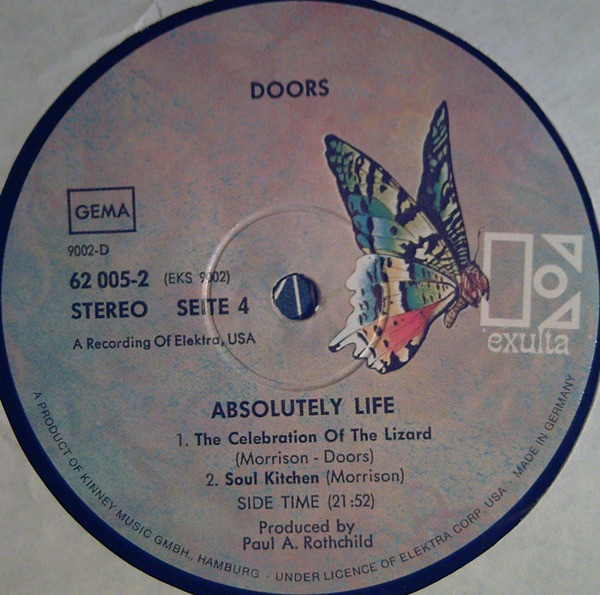 DOORS
GEMA
9002-D
62 005-2 (EKS 9002)
STEREO SEITE 4
A Recording Of Elektra, USA
exulta
ABSOLUTELY LIFE
1. The Celebration Of The Lizard
(Morrison - Doors)
2. Soul Kitchen (Morrison)
SIDE TIME (21:52)
Produced by
Paul A. Rothchild
A PRODUCT OF KINNEY MUSIC GMBH., HAMBURG · UNDER LICENCE OF ELEKTRA CORP. USA · MADE IN GERMANY